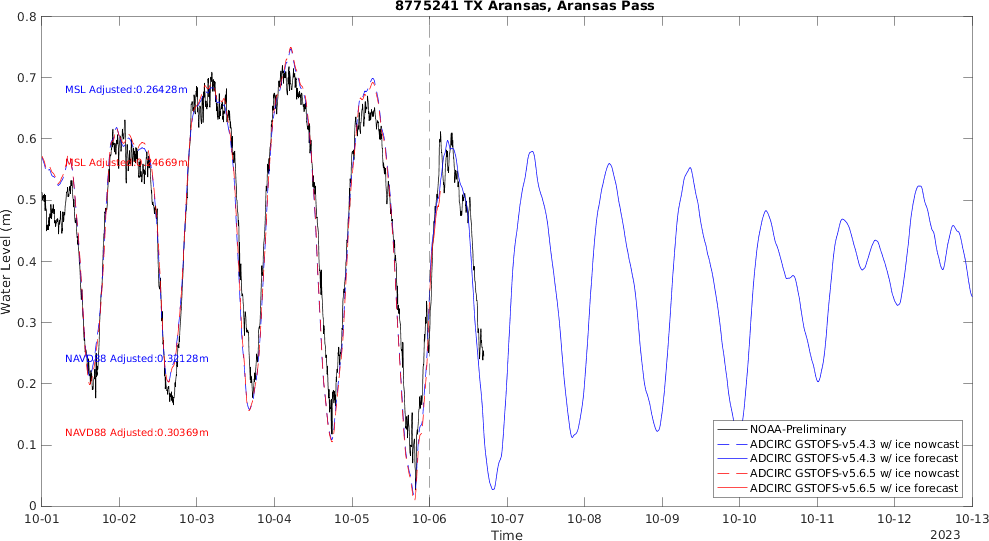 8775241 TX Aransas, Aransas Pass
0.8
0.7
0.6
0.5
0.4
0.3
0.2
0.1
0
Water Level (m)
MSL Adjusted:0.26428m
MSL Adjusted:0.24669m
NAVD88 Adjusted:0.32128m
NAVD88 Adjusted:0.30369m
NOAA-Preliminary
ADCIRC GSTOFS-v5.4.3 w/ ice nowcast
ADCIRC GSTOFS-v5.4.3 w/ ice forecast
ADCIRC GSTOFS-v5.6.5 w/ ice nowcast
ADCIRC GSTOFS-v5.6.5 w/ ice forecast
10-01 10-02 10-03 10-04 10-05 10-06 10-07 10-08 10-09 10-10 10-11 10-12 10-13
Time
2023